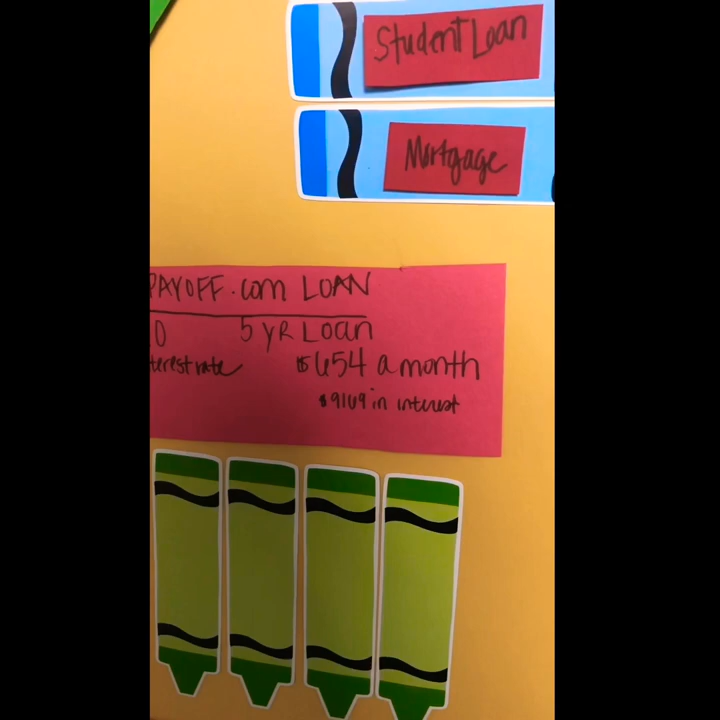 Student Loan
Mortgage
PAYOFF.com LOAN
0 5 yR Loan
terest rate $654 a month
$9169 in interest